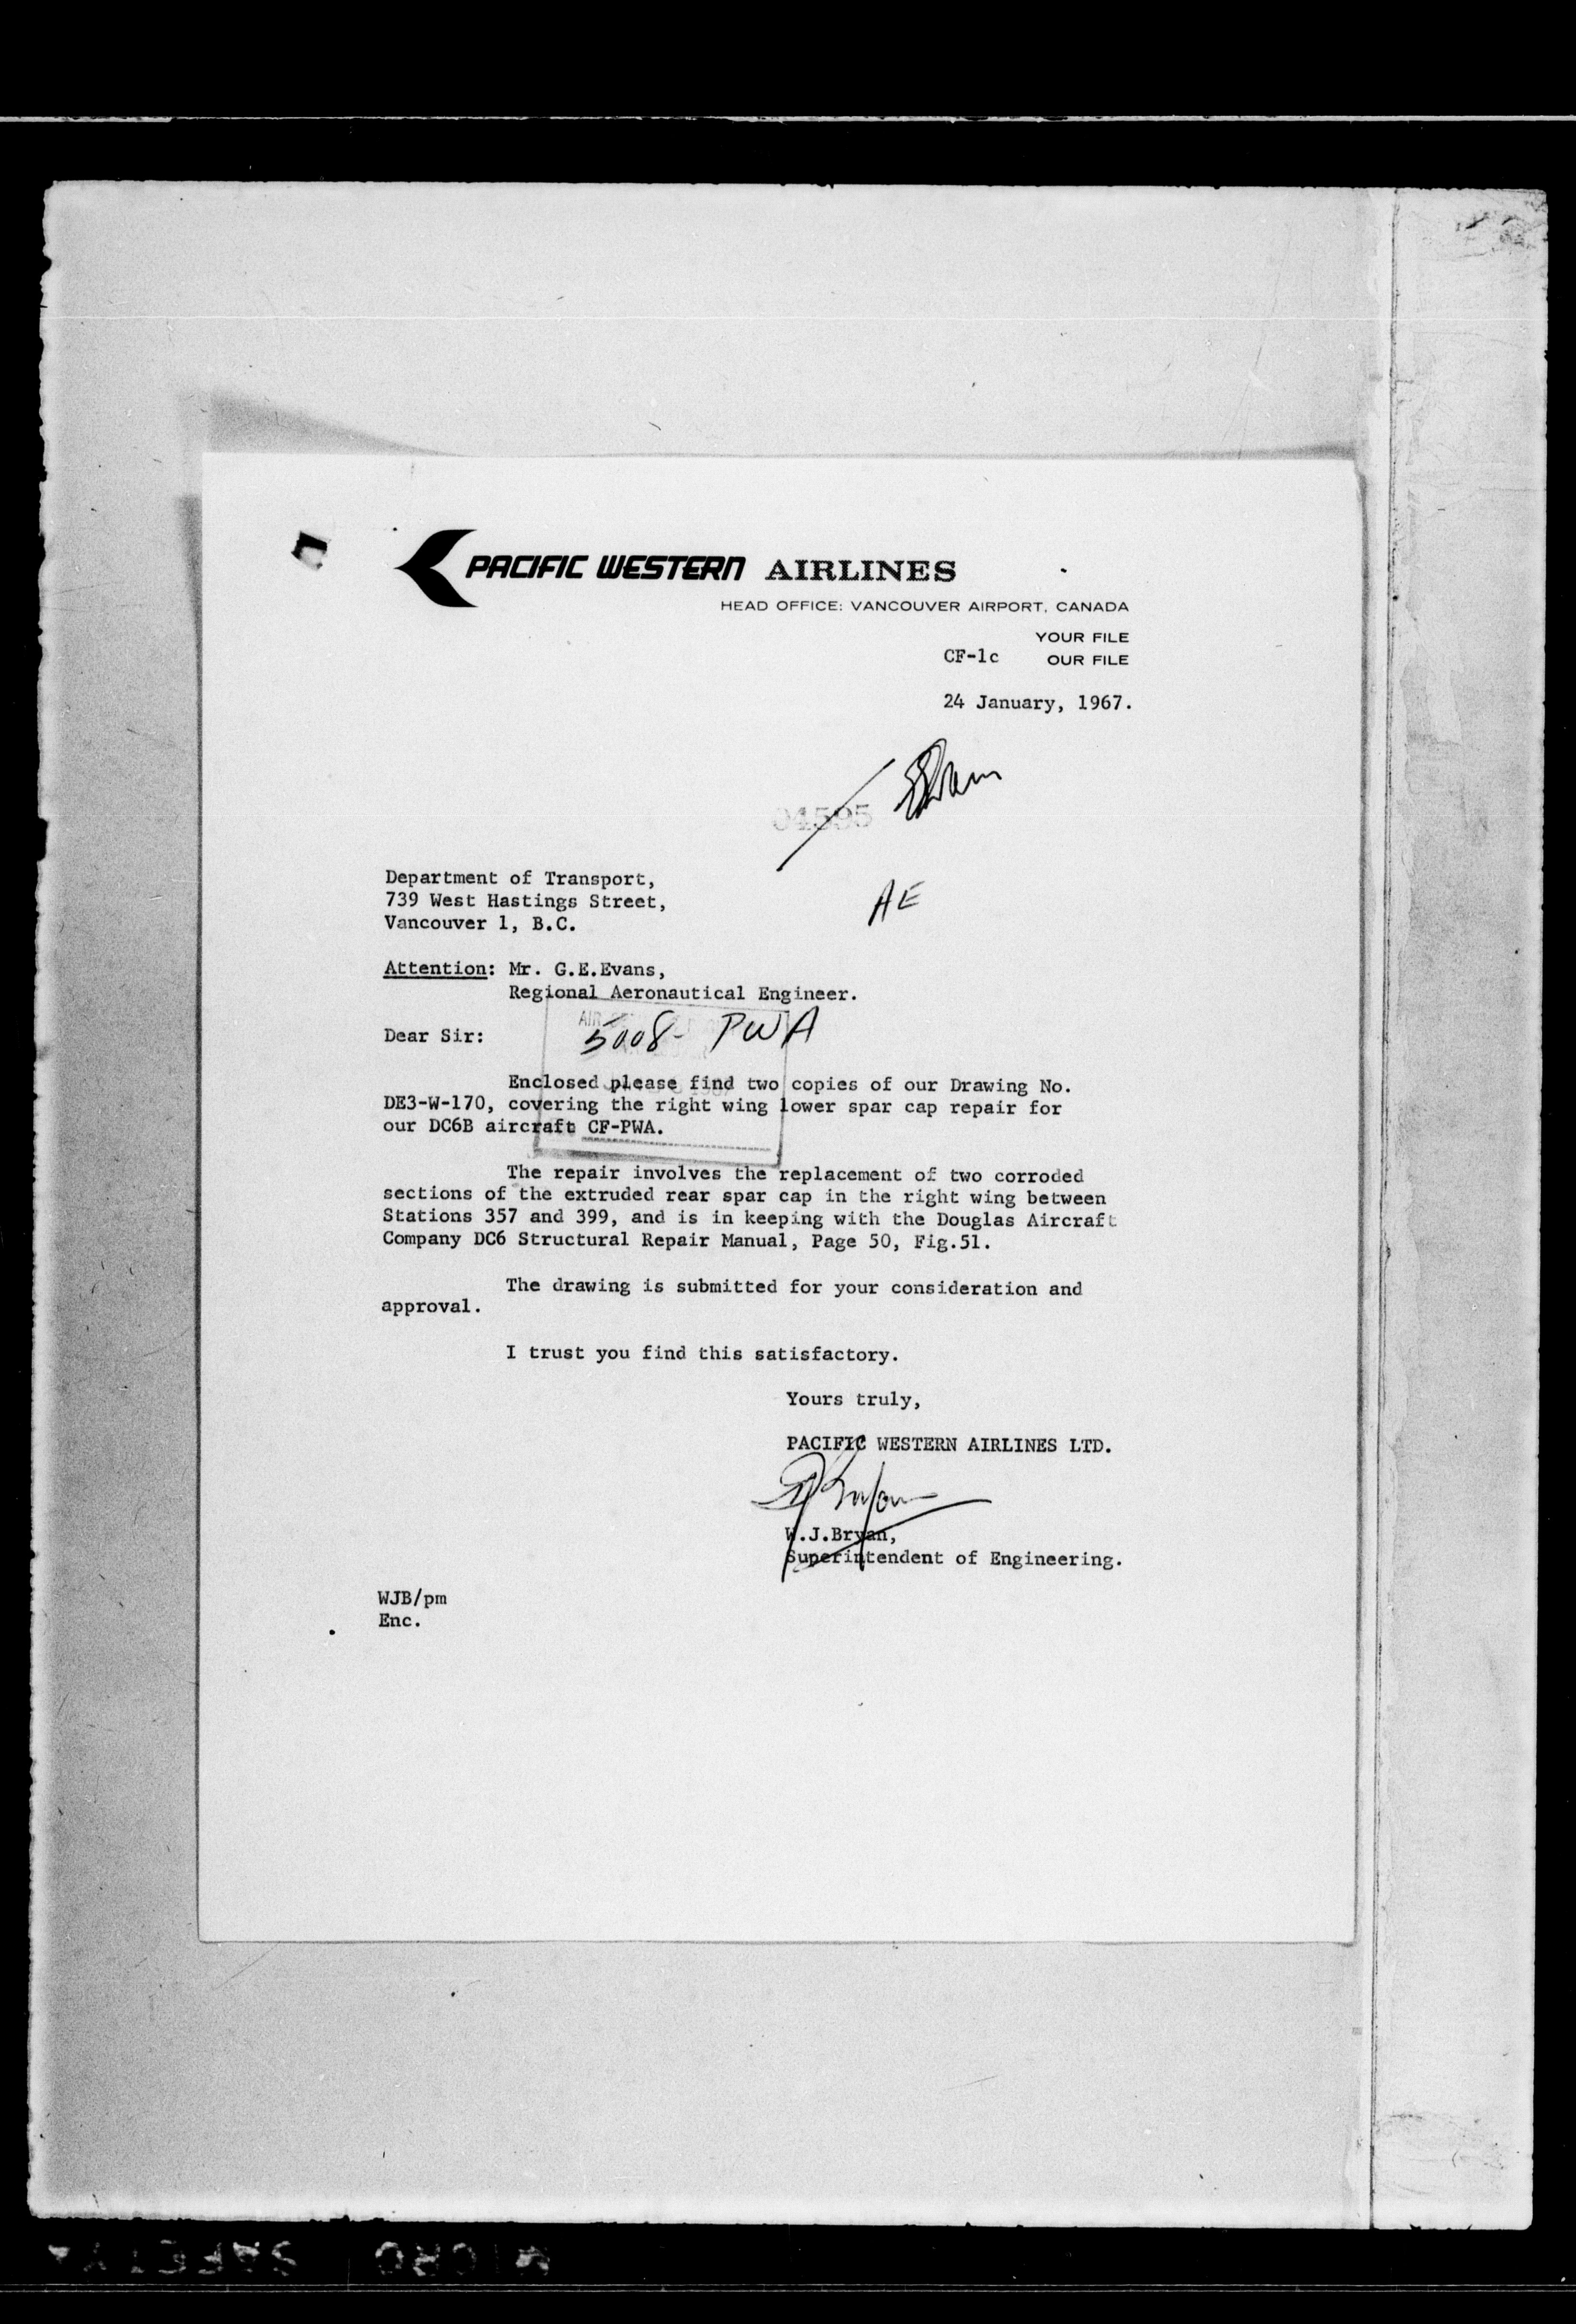 PACIFIC WESTERN AIRLINES
HEAD OFFICE: VANCOUVER AIRPORT, CANADA
YOUR FILE
CF-1c OUR FILE
24 January, 1967.
04595
Department of Transport,
739 West Hastings Street,
Vancouver 1, B.C.
AE
Attention: Mr. G.E.Evans,
Regional Aeronautical Engineer.
AIR
5008- PWA
Dear Sir:
Enclosed please find two copies of our Drawing No.
DE3-W-170, covering the right wing lower spar cap repair for
our DC6B aircraft CF-PWA.
The repair involves the replacement of two corroded
sections of the extruded rear spar cap in the right wing between
Stations 357 and 399, and is in keeping with the Douglas Aircraft
Company DC6 Structural Repair Manual, Page 50, Fig.51.
The drawing is submitted for your consideration and
approval.
I trust you find this satisfactory.
Yours truly,
PACIFIC WESTERN AIRLINES LTD.
W.J.Bryan,
Superintendent of Engineering.
WJB/pm
Enc.